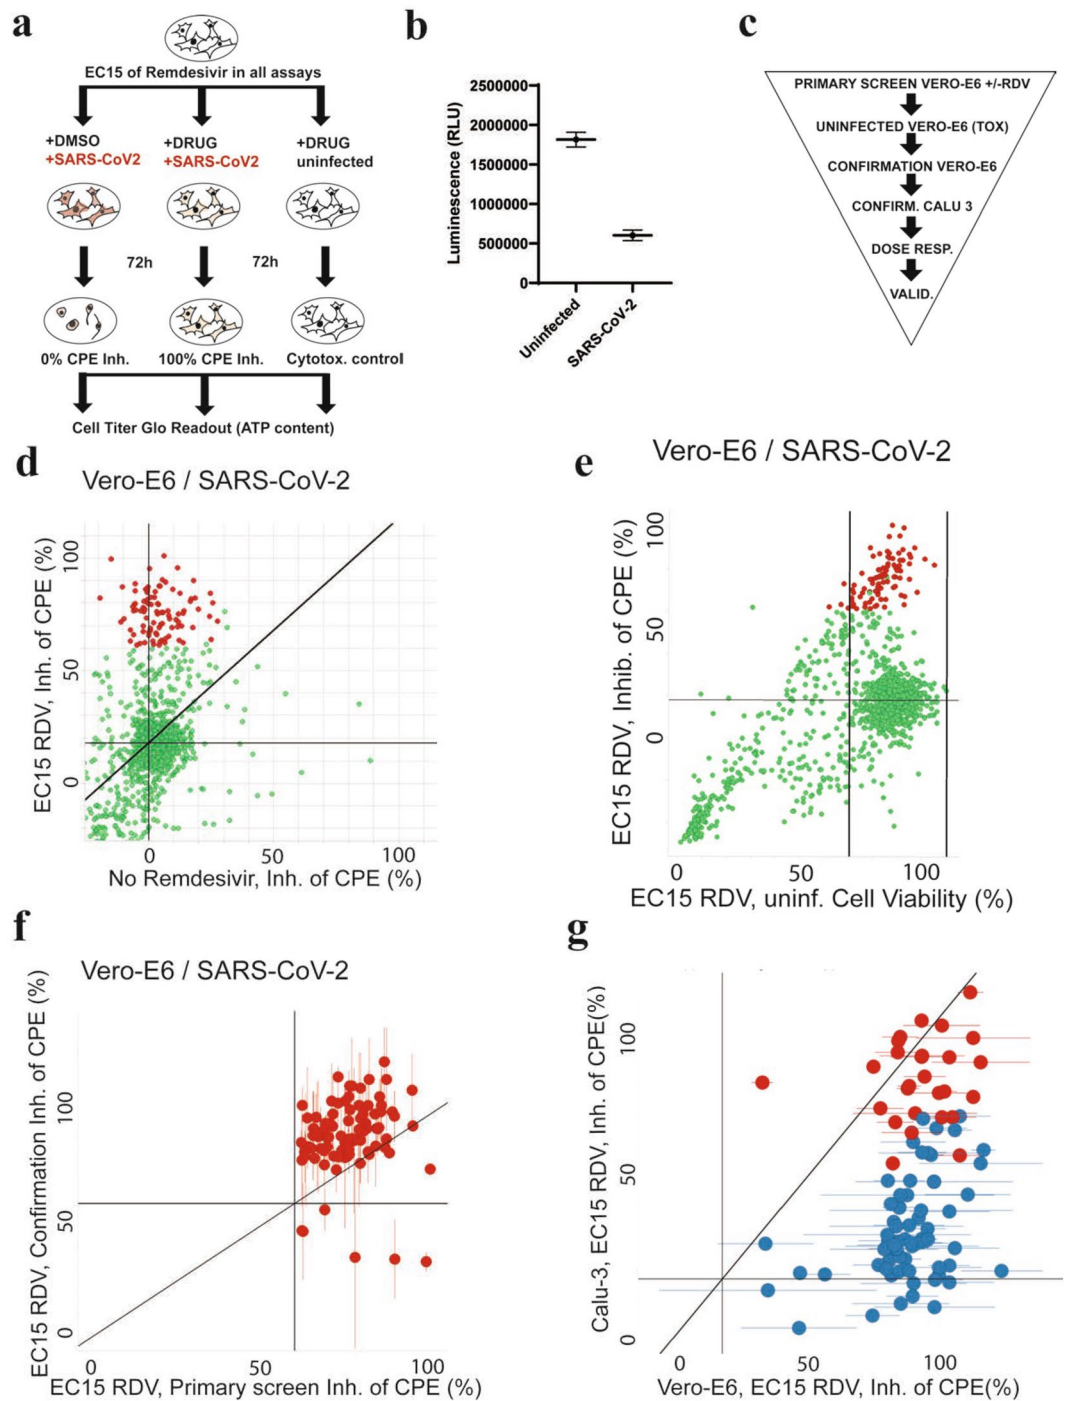 a
EC15 of Remdesivir in all assays
+DMSO
+SARS-CoV2
+DRUG
+SARS-CoV2
+DRUG
uninfected
72h
72h
0% CPE Inh.
100% CPE Inh.
Cytotox. control
Cell Titer Glo Readout (ATP content)
b
Luminescence (RLU)
2500000
2000000
1500000
1000000
500000
0
Uninfected
SARS-CoV-2
c
PRIMARY SCREEN VERO-E6 +/-RDV
UNINFECTED VERO-E6 (TOX)
CONFIRMATION VERO-E6
CONFIRM. CALU 3
DOSE RESP.
VALID.
d
Vero-E6 / SARS-CoV-2
EC15 RDV, Inh. of CPE (%)
100
50
0
0 50 100
No Remdesivir, Inh. of CPE (%)
e
Vero-E6 / SARS-CoV-2
EC15 RDV, Inhib. of CPE (%)
100
50
0
0 50 100
EC15 RDV, uninf. Cell Viability (%)
f
Vero-E6 / SARS-CoV-2
EC15 RDV, Confirmation Inh. of CPE (%)
100
50
0
0 50 100
EC15 RDV, Primary screen Inh. of CPE (%)
g
Calu-3, EC15 RDV, Inh. of CPE(%)
100
50
0
0 50 100
Vero-E6, EC15 RDV, Inh. of CPE(%)